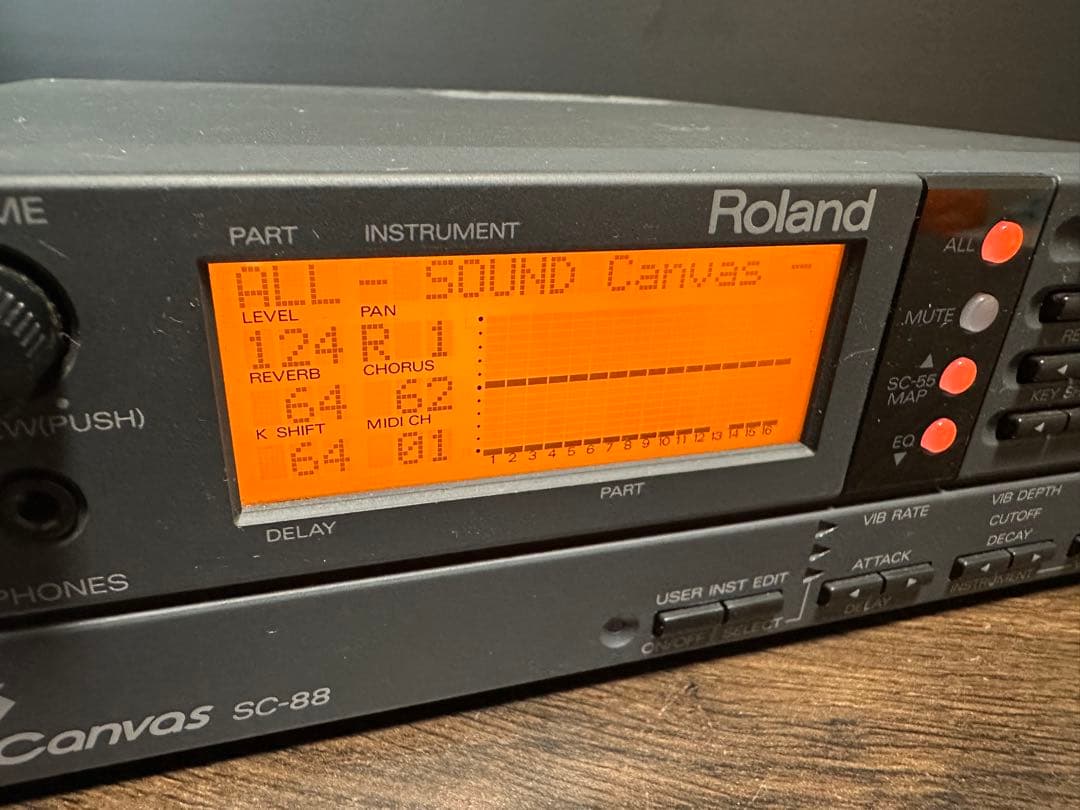 ME
Roland
PART INSTRUMENT
ALL - SOUND Canvas -
LEVEL PAN
124 R 1
REVERB CHORUS
64 62
K SHIFT MIDI CH
64 01
1 2 3 4 5 6 7 8 9 10 11 12 13 14 15 16
DELAY PART
ALL
MUTE
SC-55
MAP
EQ
KEY S
EW(PUSH)
PHONES
VIB RATE
VIB DEPTH
CUTOFF
DECAY
ATTACK
DELAY
INSTRUMENT
USER INST EDIT
ON/OFF SELECT
Canvas SC-88